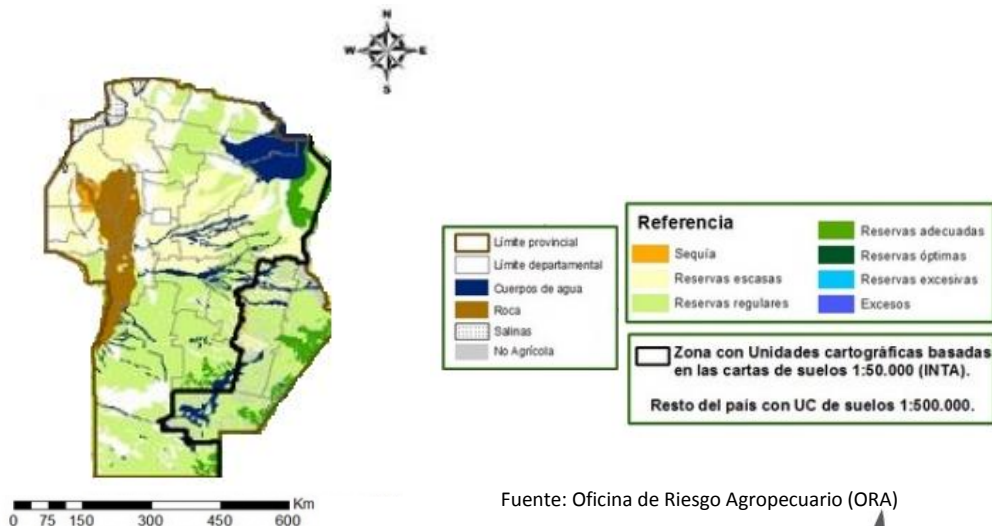 N
W E
S
Límite provincial
Límite departamental
Cuerpos de agua
Roca
Salinas
No Agrícola
Referencia
Sequía
Reservas escasas
Reservas regulares
Reservas adecuadas
Reservas óptimas
Reservas excesivas
Excesos
Zona con Unidades cartográficas basadas
en las cartas de suelos 1:50.000 (INTA).
Resto del país con UC de suelos 1:500.000.
Km
0 75 150 300 450 600
Fuente: Oficina de Riesgo Agropecuario (ORA)